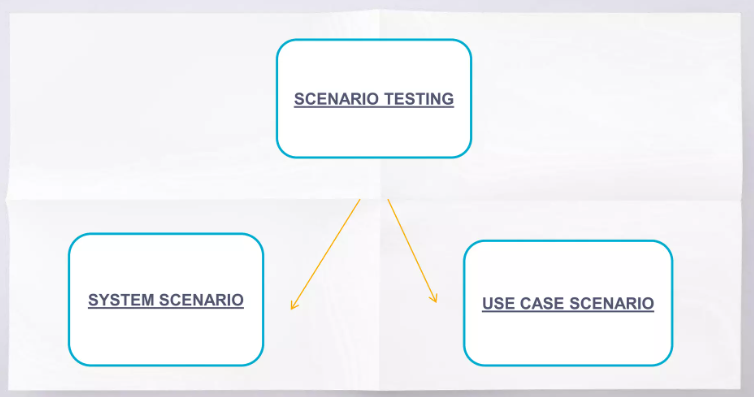 SCENARIO TESTING
SYSTEM SCENARIO
USE CASE SCENARIO